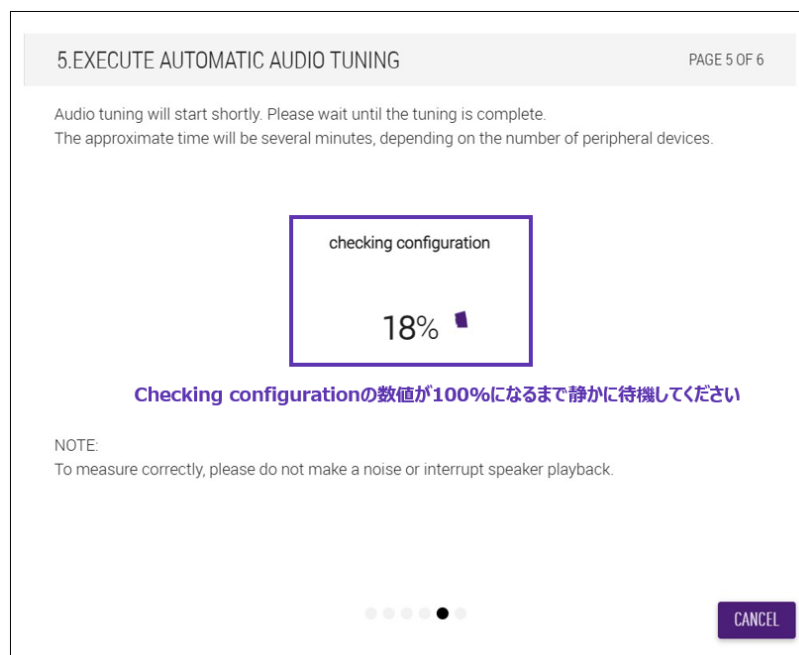 5.EXECUTE AUTOMATIC AUDIO TUNING
PAGE 5 OF 6
Audio tuning will start shortly. Please wait until the tuning is complete.
The approximate time will be several minutes, depending on the number of peripheral devices.
checking configuration
18%
Checking configurationの数値が100%になるまで静かに待機してください
NOTE:
To measure correctly, please do not make a noise or interrupt speaker playback.
CANCEL